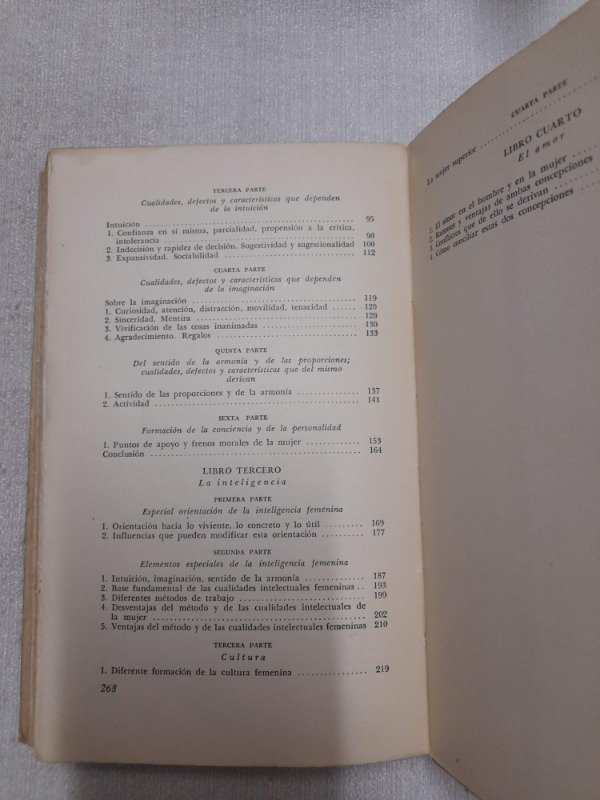 TERCERA PARTE
Cualidades, defectos y características que dependen
de la intuición
Intuición .......... 95
1. Confianza en sí misma, parcialidad, propensión a la crítica,
intolerancia .......... 96
2. Indecisión y rapidez de decisión. Sugestividad y sugestionalidad 106
3. Expansividad. Sociabilidad .......... 112
CUARTA PARTE
Cualidades, defectos y características que dependen
de la imaginación
Sobre la imaginación .......... 119
1. Curiosidad, atención, distracción, movilidad, tenacidad .......... 120
2. Sinceridad. Mentira .......... 126
3. Vivificación de las cosas inanimadas .......... 130
4. Agradecimiento. Regalos .......... 133
QUINTA PARTE
Del sentido de la armonía y de las proporciones;
cualidades, defectos y características que del mismo
derivan
1. Sentido de las proporciones y de la armonía .......... 137
2. Actividad .......... 141
SEXTA PARTE
Formación de la conciencia y de la personalidad
1. Puntos de apoyo y frenos morales de la mujer .......... 153
Conclusión .......... 164
LIBRO TERCERO
La inteligencia
PRIMERA PARTE
Especial orientación de la inteligencia femenina
1. Orientación hacia lo viviente, lo concreto y lo útil .......... 169
2. Influencias que pueden modificar esta orientación .......... 177
SEGUNDA PARTE
Elementos especiales de la inteligencia femenina
1. Intuición, imaginación, sentido de la armonía .......... 187
2. Base fundamental de las cualidades intelectuales femeninas .. 193
3. Diferentes métodos de trabajo .......... 199
4. Desventajas del método y de las cualidades intelectuales de
la mujer .......... 202
5. Ventajas del método y de las cualidades intelectuales femeninas 210
TERCERA PARTE
Cultura
1. Diferente formación de la cultura femenina .......... 219
268
CUARTA PARTE
La mujer superior ..........
LIBRO CUARTO
El amor
1. El amor en el hombre y en la mujer ..........
2. Razones y ventajas de ambas concepciones
3. Conflictos que de ello se derivan ..........
4. Cómo conciliar estas dos concepciones ..........